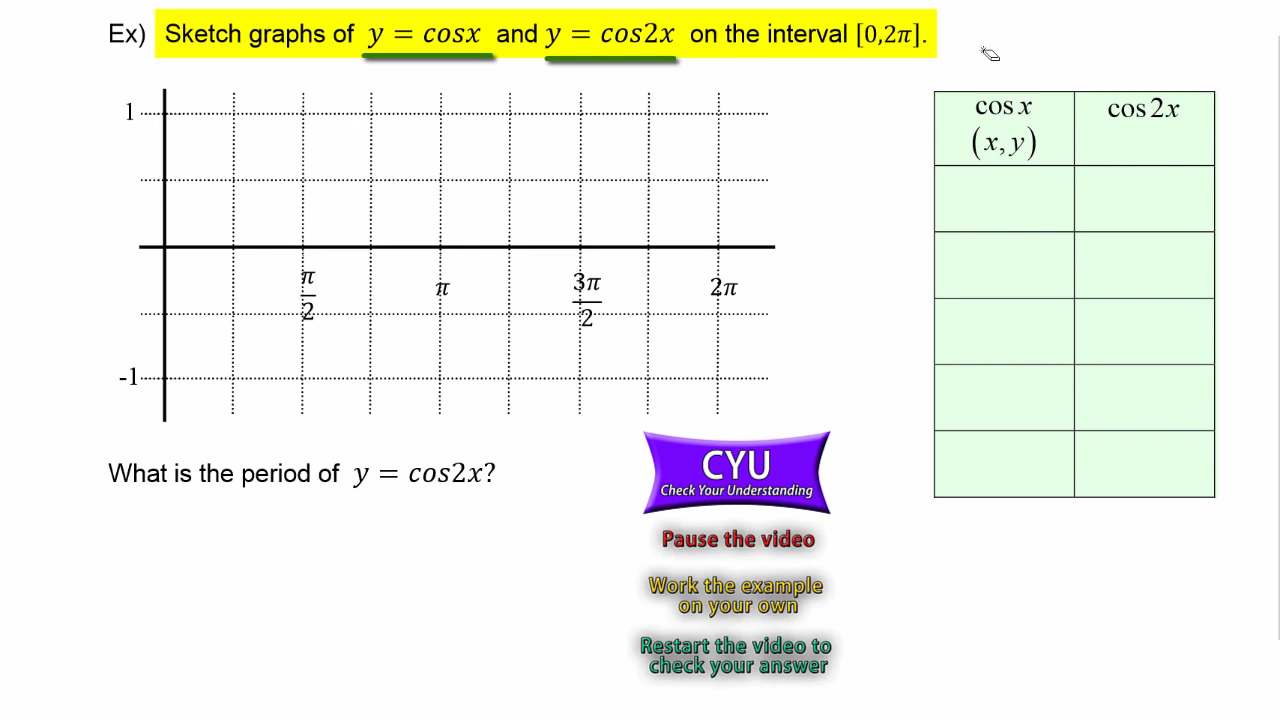 Ex) Sketch graphs of y = cosx and y = cos2x on the interval [0,2π].
1
π/2 π 3π/2 2π
-1
cos x cos 2x
(x, y)
What is the period of y = cos2x?
CYU
Check Your Understanding
Pause the video
Work the example
on your own
Restart the video to
check your answer